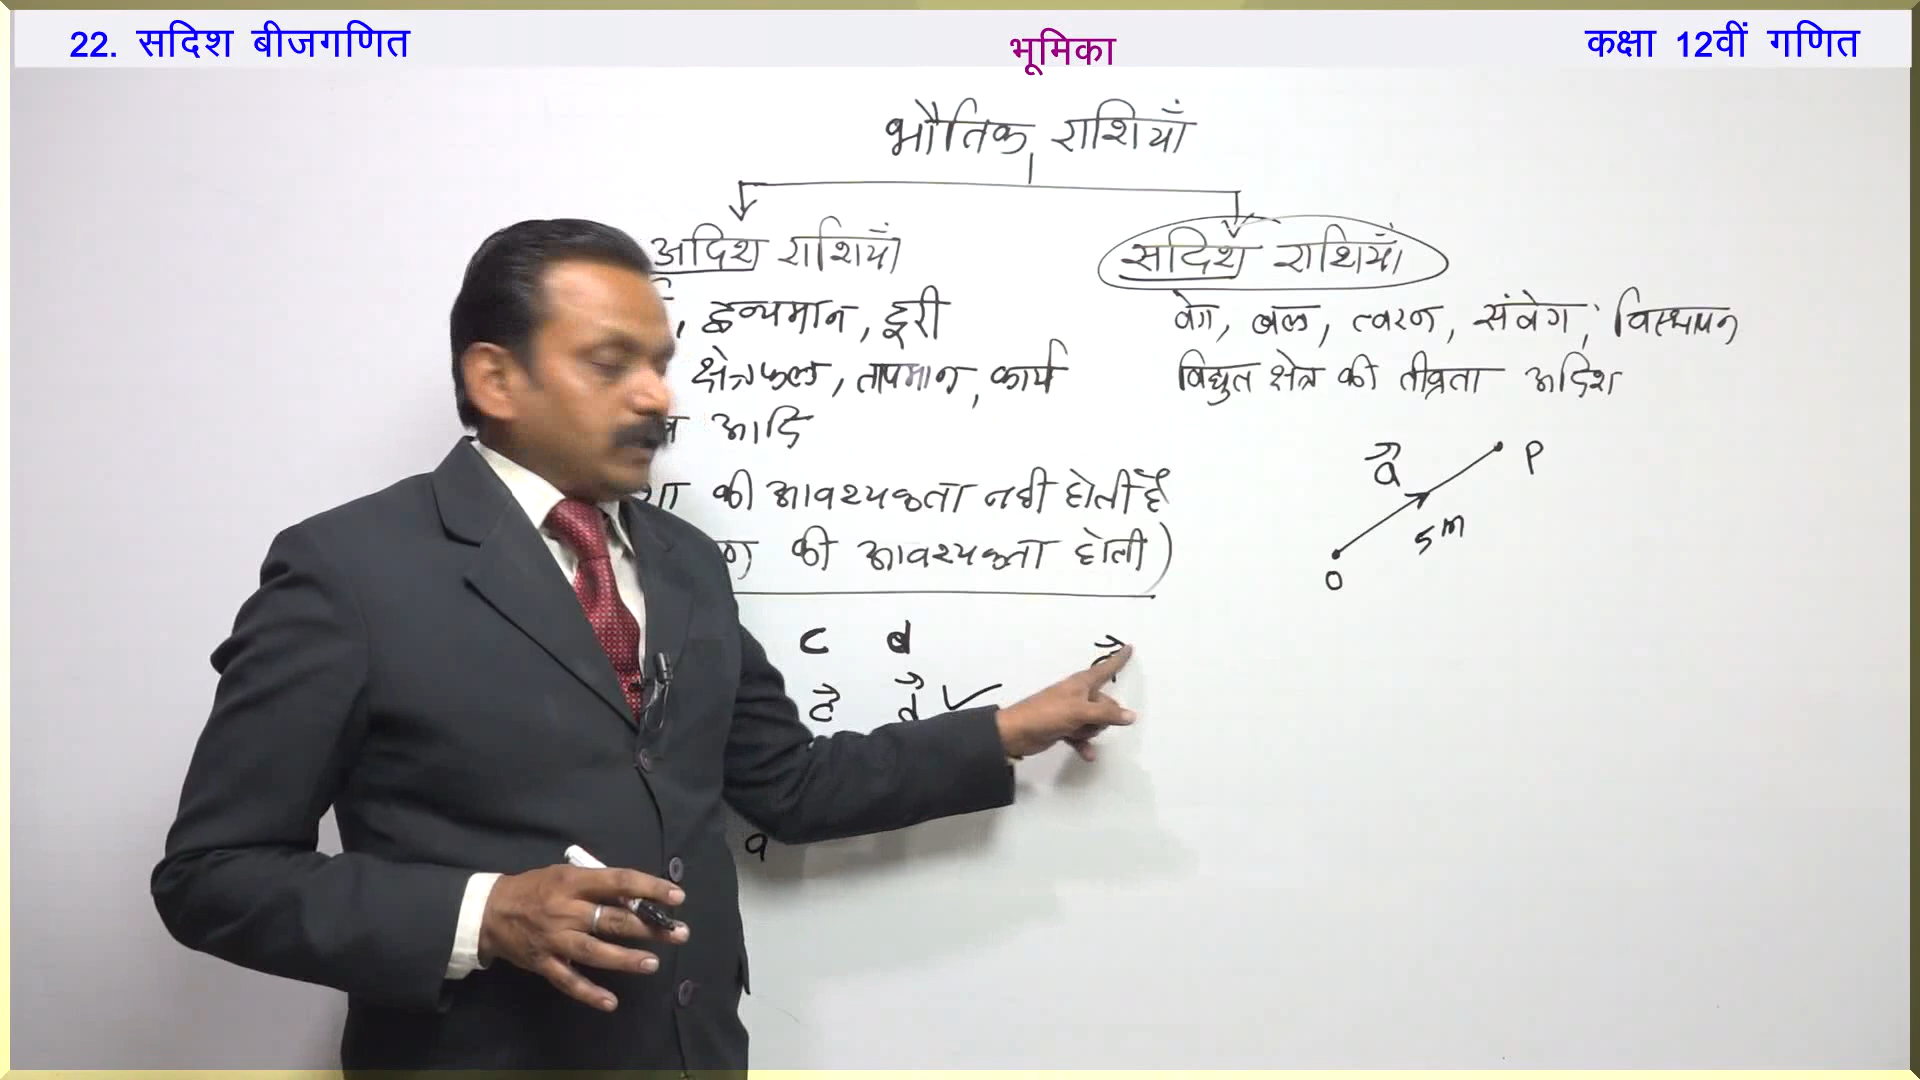 22. सदिश बीजगणित
भूमिका
कक्षा 12वीं गणित
भौतिक राशियाँ
अदिश राशियाँ
सदिश राशियाँ
, द्रव्यमान, दूरी
वेग, बल, त्वरण, संवेग, विस्थापन
क्षेत्रफल, तापमान, कार्य
विद्युत क्षेत्र की तीव्रता आदिश
आदि
की आवश्यकता नही होती है
की आवश्यकता होती)
a⃗
P
5m
O
c d
c⃗ d⃗ ✓
a